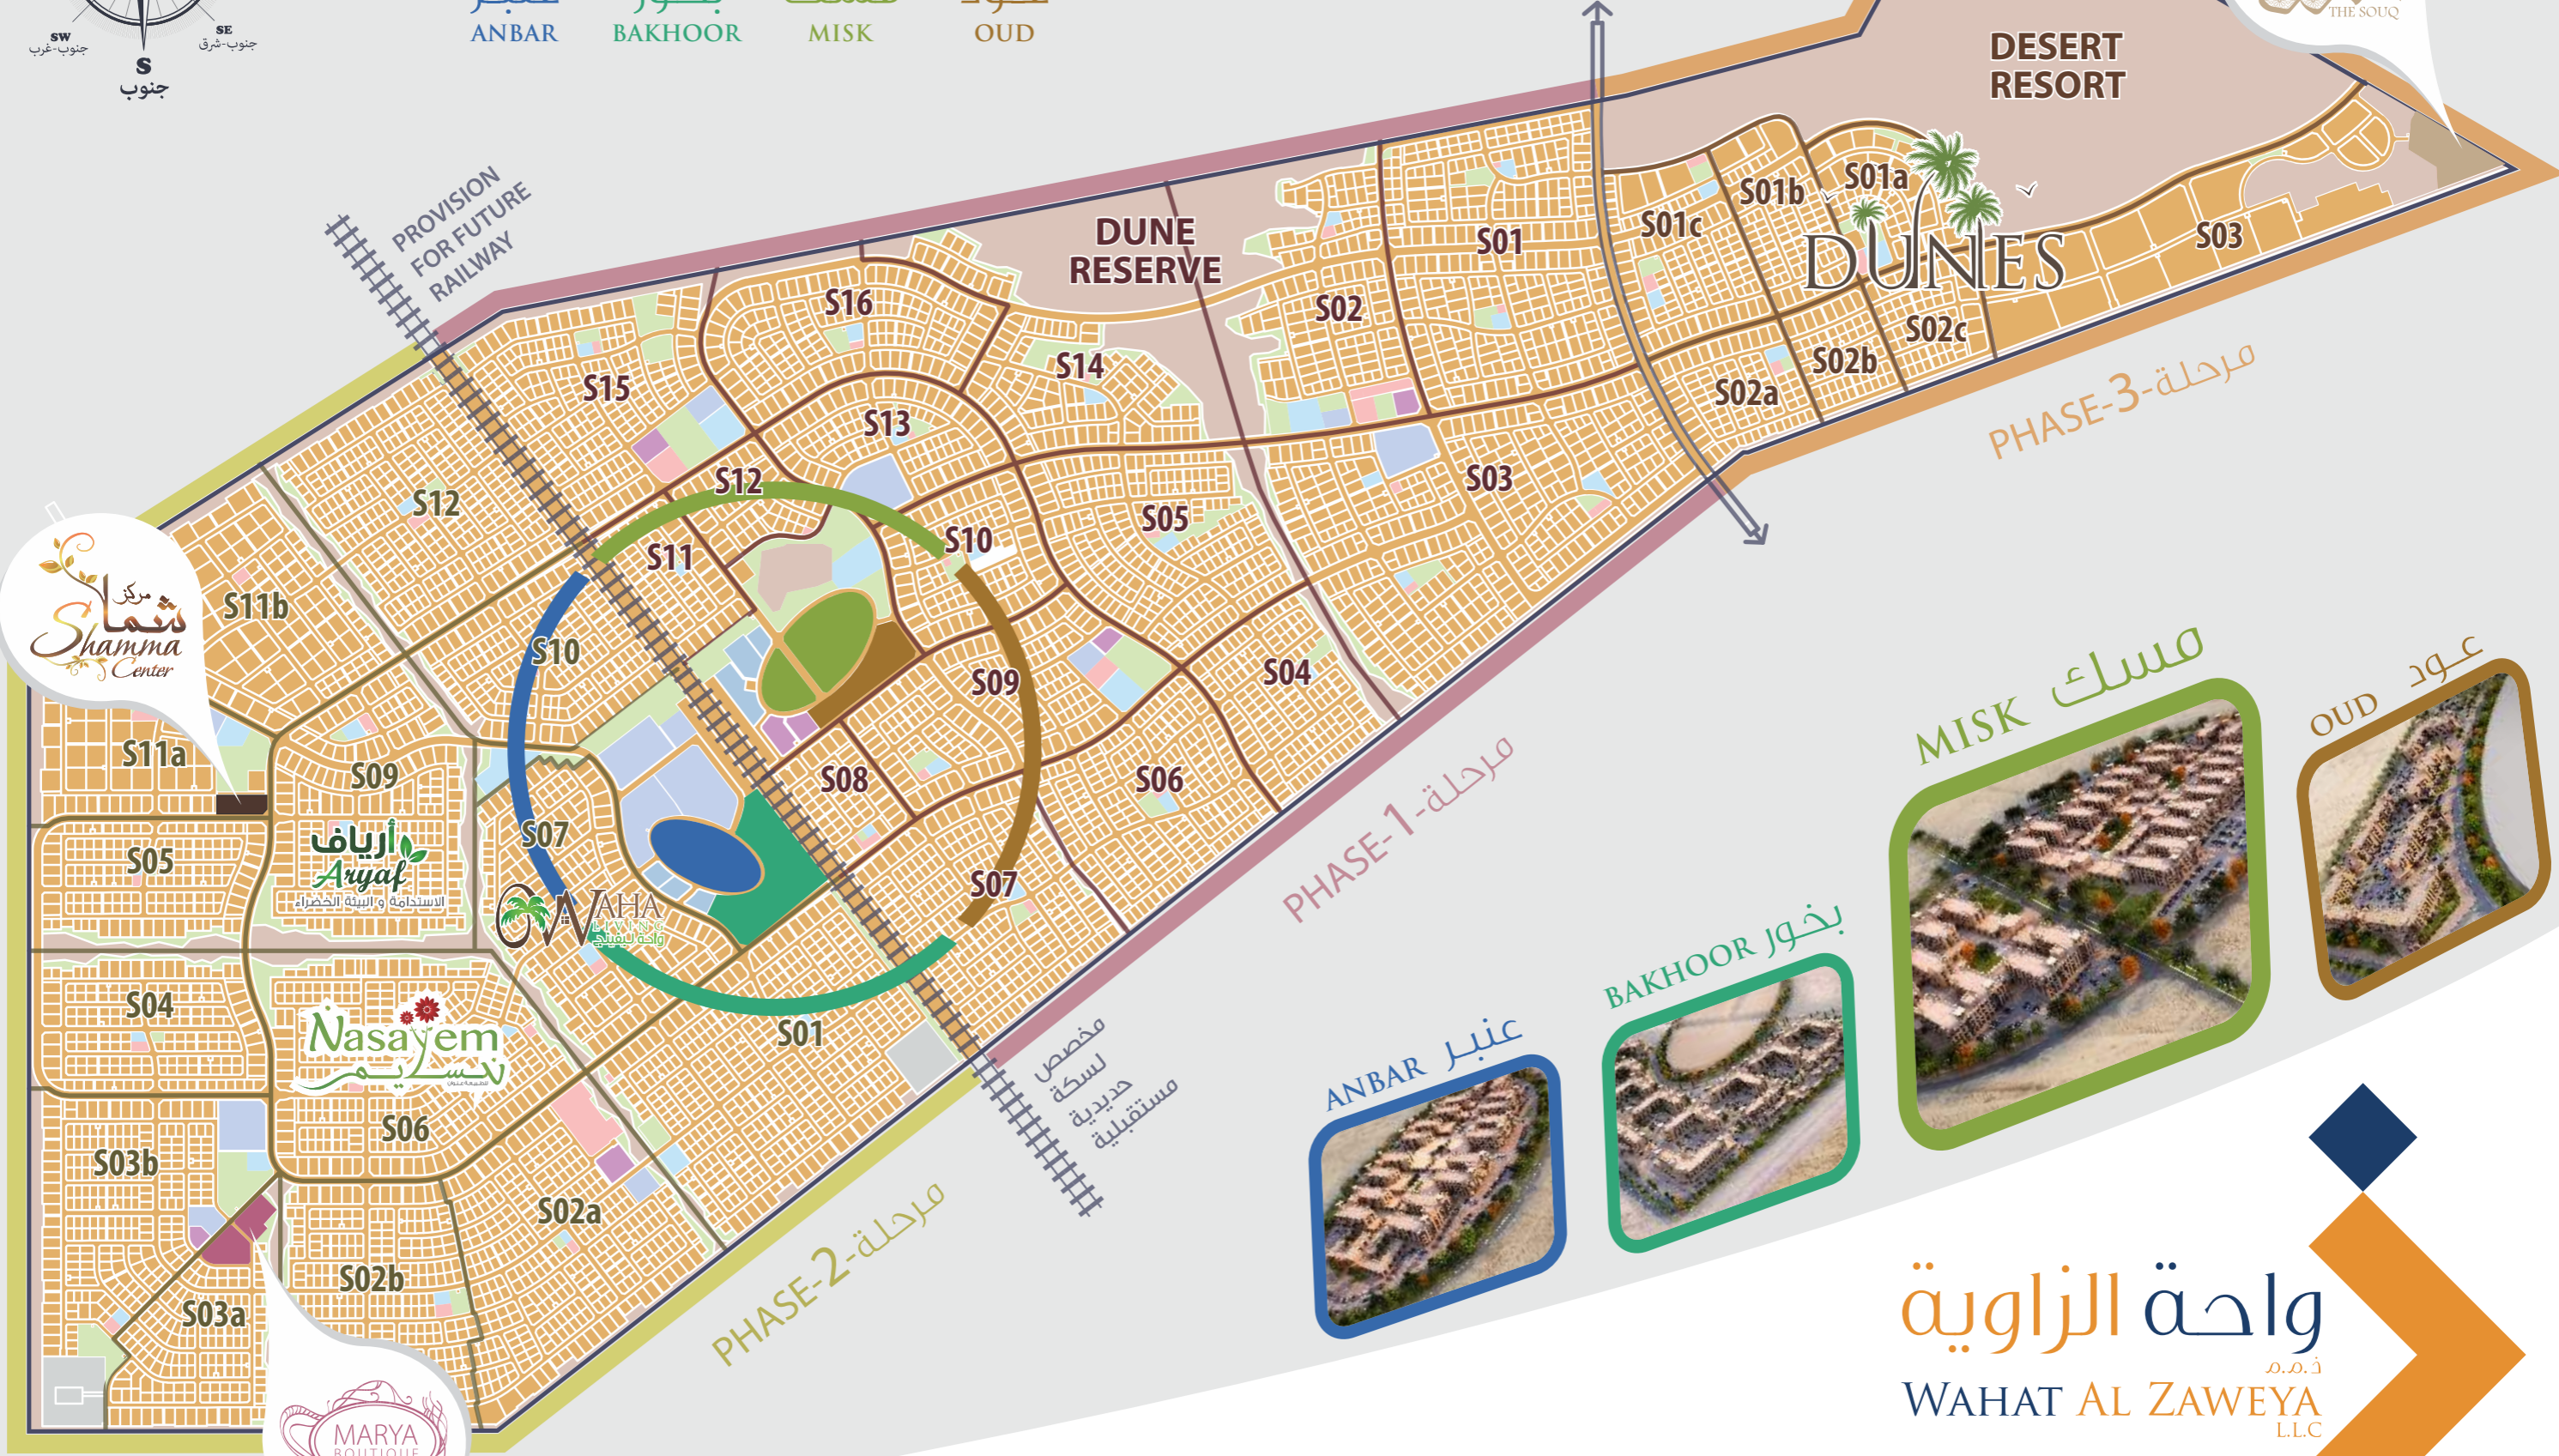 SW
جنوب-غرب
SE
جنوب-شرق
S
جنوب
ANBAR
BAKHOOR
MISK
OUD
THE SOUQ
DESERT
RESORT
PROVISION
FOR FUTURE
RAILWAY
DUNE
RESERVE
S01
S01c
S01b
S01a
DUNES
S03
S02
S02c
S02b
S02a
S16
S15
S14
S13
S12
S12
S03
S05
S10
S11
PHASE-3-مرحلة
مركز
شما
Shamma
Center
S11b
S10
S09
S04
S11a
S09
S08
S06
S07
أرياف
Aryaf
الاستدامة و البيئة الخضراء
S05
S07
WAHA
LIVING
واحة ليفينج
PHASE-1-مرحلة
S04
Nasayem
نسايم
S01
S06
S03b
S02a
S02b
S03a
مخصص
لسكة
حديدية
مستقبلية
PHASE-2-مرحلة
MARYA
BOUTIQUE
ANBAR عنبر
BAKHOOR بخور
MISK مسك
OUD عود
واحة الزاوية
ذ.م.م
WAHAT AL ZAWEYA
L.L.C